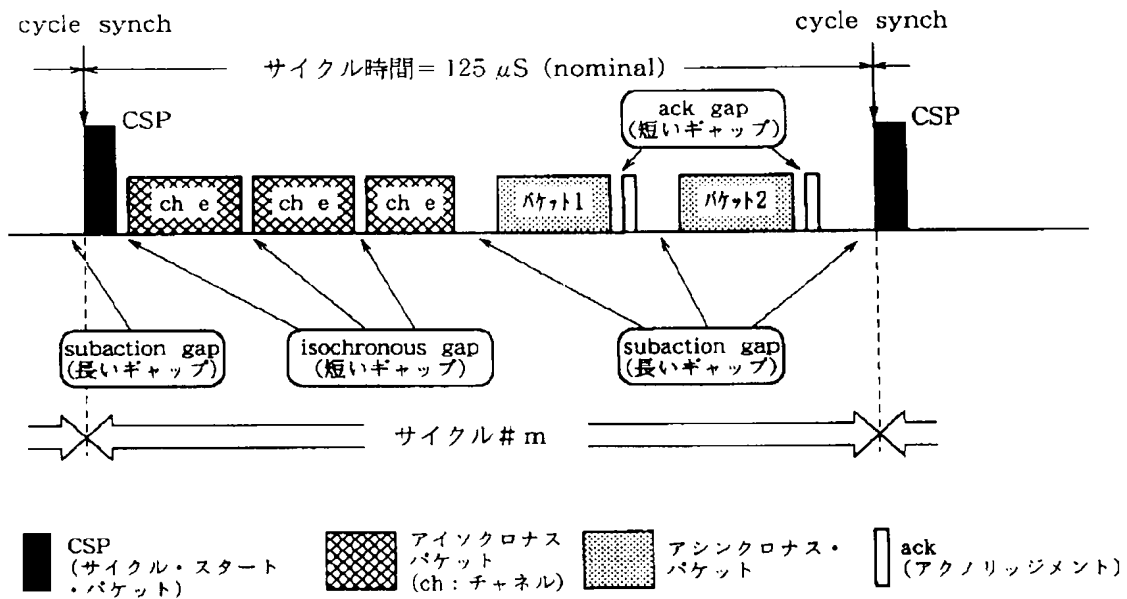 cycle synch
cycle synch
サイクル時間＝125 μS (nominal)
CSP
ack gap
(短いギャップ)
CSP
ch e
ch e
ch e
パケット1
パケット2
subaction gap
(長いギャップ)
isochronous gap
(短いギャップ)
subaction gap
(長いギャップ)
サイクル＃m
CSP
(サイクル・スタート
・パケット)
アイソクロナス
パケット
(ch：チャネル)
アシンクロナス・
パケット
ack
(アクノリッジメント)